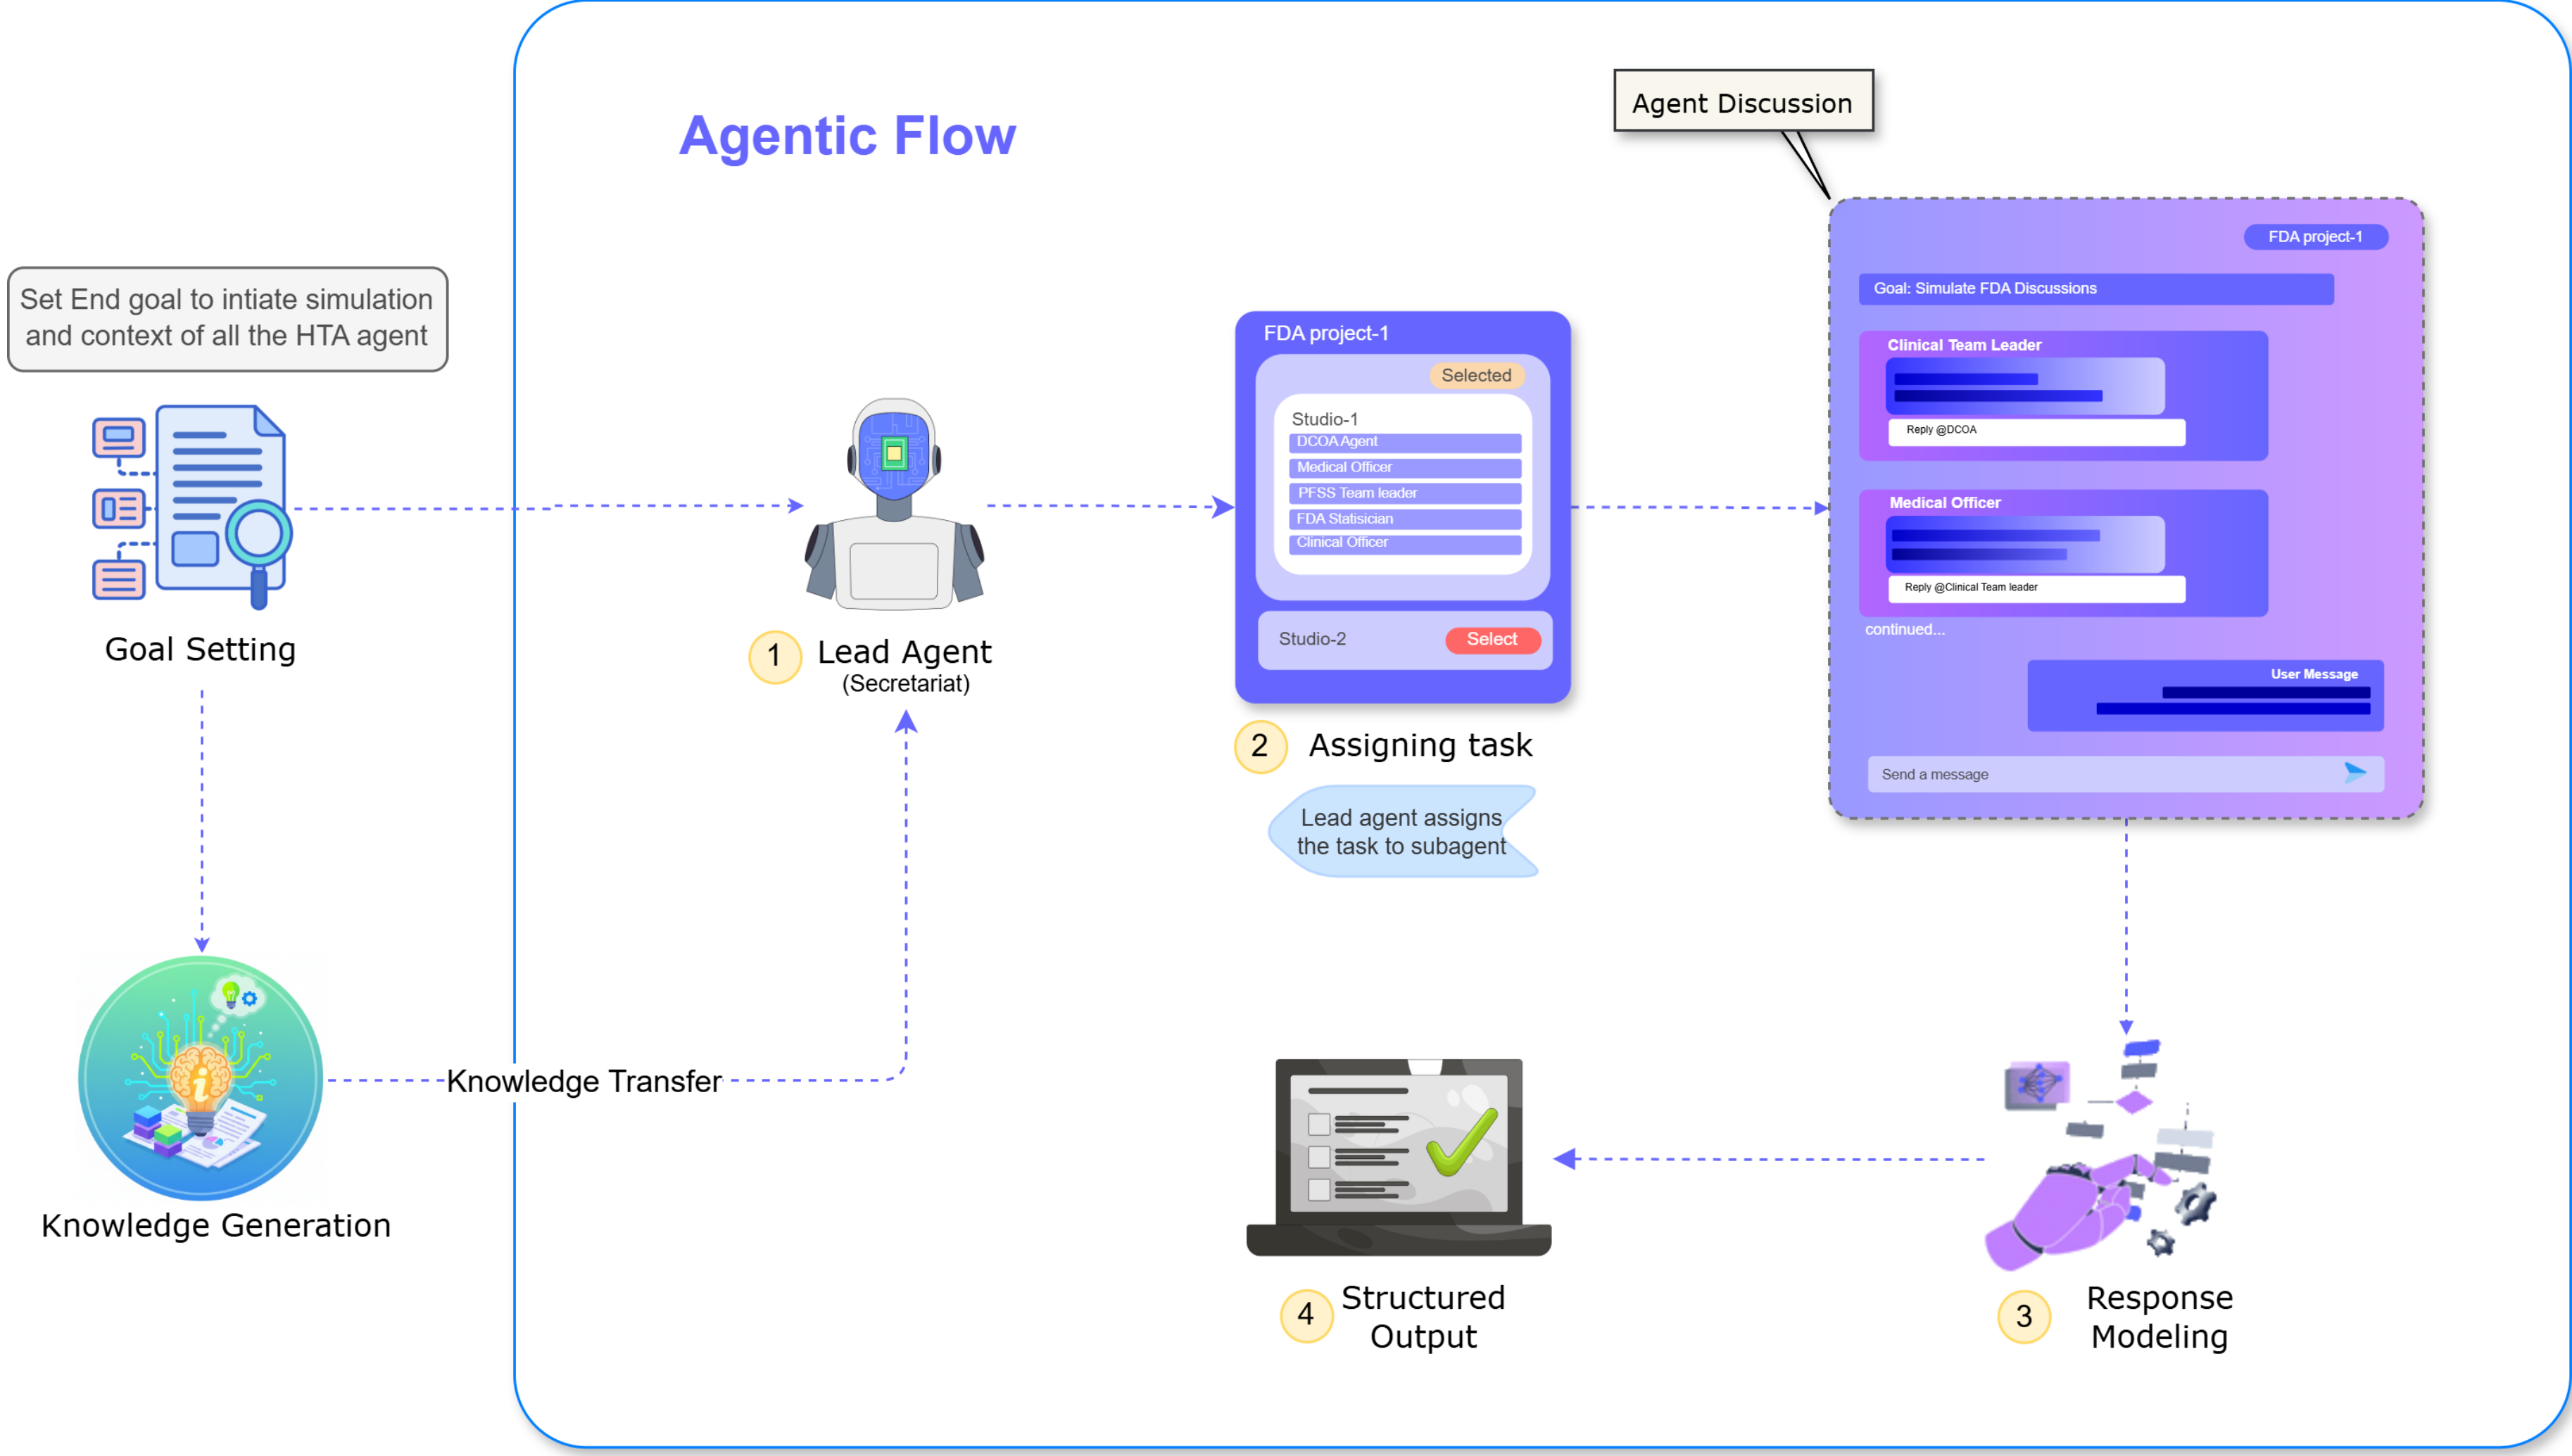 Agentic Flow
Agent Discussion
Set End goal to intiate simulation
and context of all the HTA agent
Goal Setting
Knowledge Generation
Knowledge Transfer
1
Lead Agent
(Secretariat)
FDA project-1
Selected
Studio-1
DCOA Agent
Medical Officer
PFSS Team leader
FDA Statisician
Clinical Officer
Studio-2
Select
2
Assigning task
Lead agent assigns
the task to subagent
FDA project-1
Goal: Simulate FDA Discussions
Clinical Team Leader
Reply @DCOA
Medical Officer
Reply @Clinical Team leader
continued...
User Message
Send a message
3
Response
Modeling
4
Structured
Output